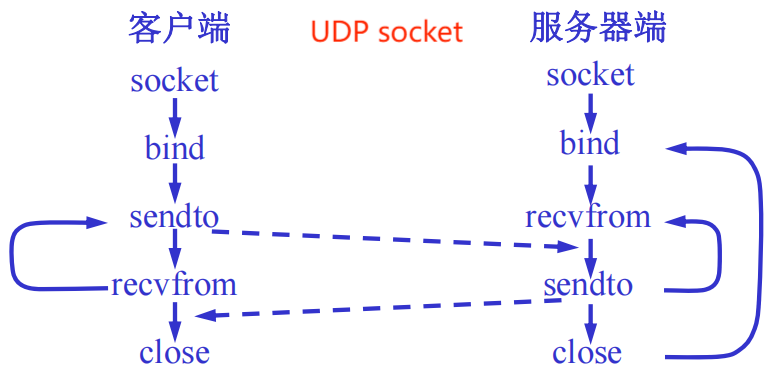 客户端
UDP socket
服务器端
socket
bind
sendto
recvfrom
close
socket
bind
recvfrom
sendto
close